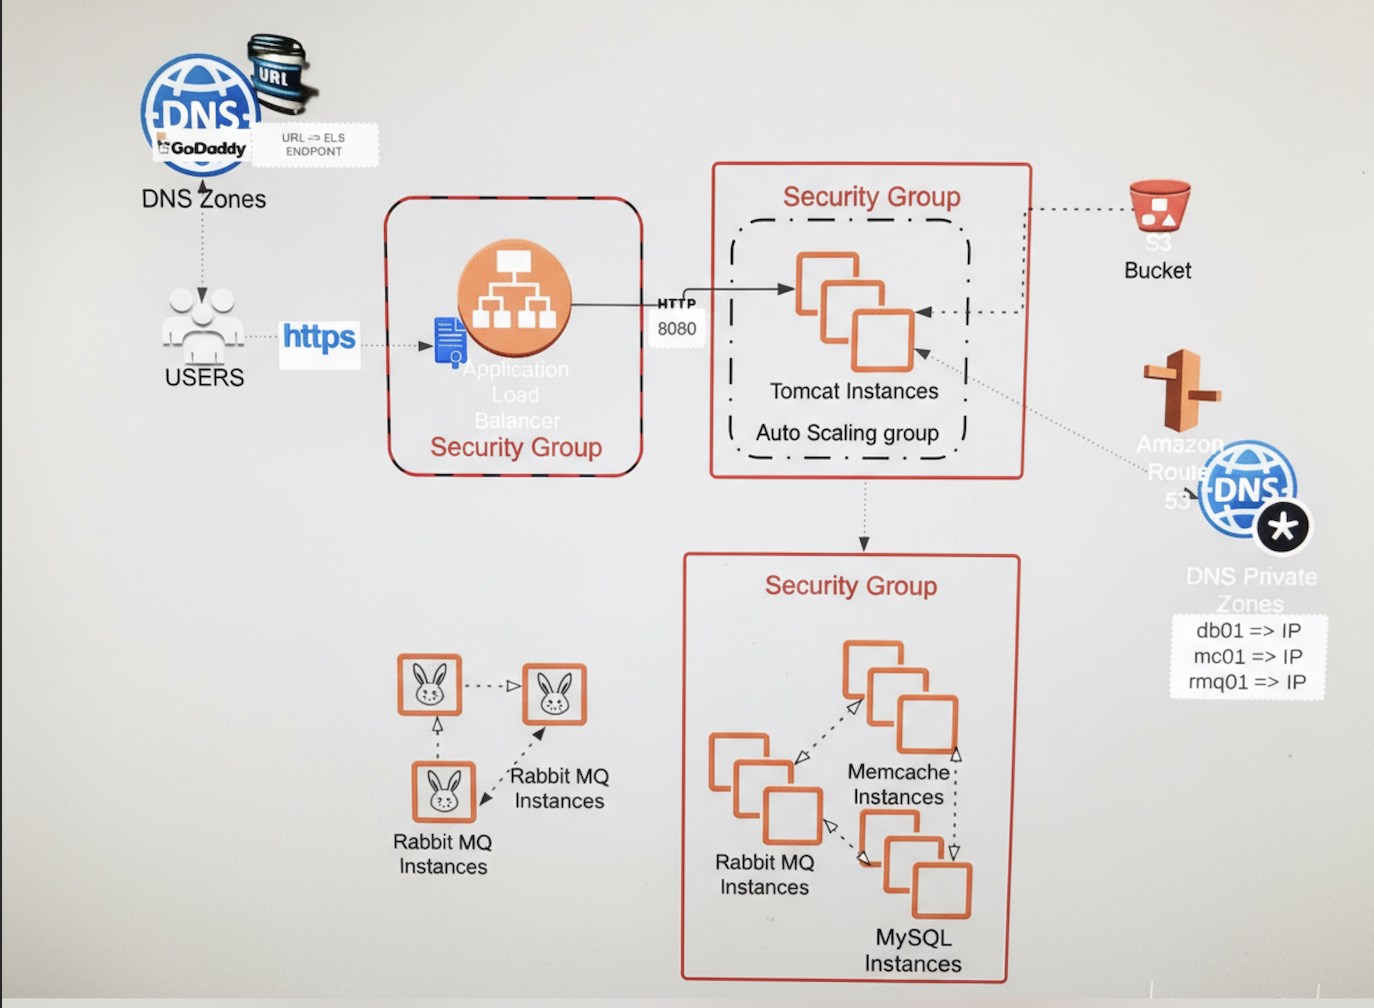 URL
DNS
GoDaddy
URL => ELS
ENDPONT
DNS Zones
USERS
https
Application
Load
Balancer
Security Group
HTTP
8080
Security Group
Tomcat Instances
Auto Scaling group
S3
Bucket
Amazon
Route
53
DNS
DNS Private
Zones
db01 => IP
mc01 => IP
rmq01 => IP
Security Group
Memcache
Instances
Rabbit MQ
Instances
MySQL
Instances
Rabbit MQ
Instances
Rabbit MQ
Instances